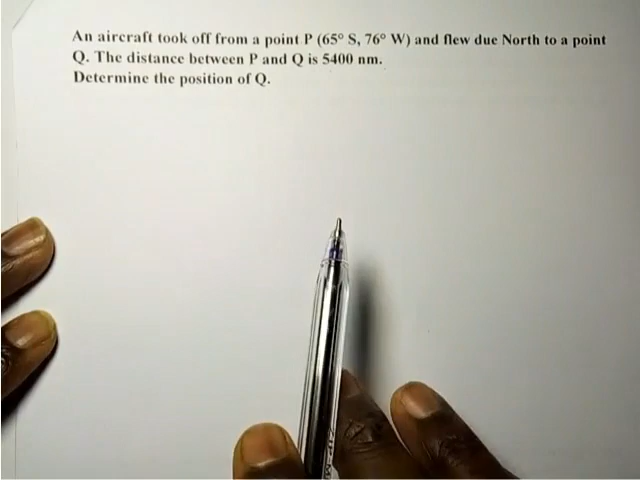 An aircraft took off from a point P (65° S, 76° W) and flew due North to a point
Q. The distance between P and Q is 5400 nm.
Determine the position of Q.